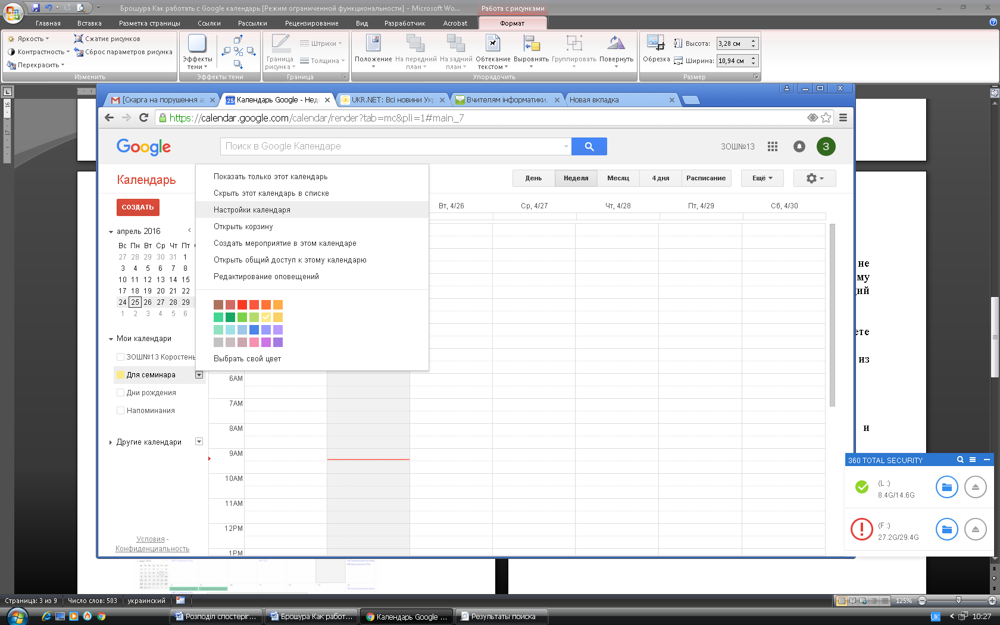 Брошура Как работать с Google календарь [Режим ограниченной функциональности] - Microsoft Wo...
Работа с рисунками
Главная Вставка Разметка страницы Ссылки Рассылки Рецензирование Вид Разработчик Acrobat Формат
Яркость
Контрастность
Перекрасить
Сжатие рисунков
Сброс параметров рисунка
Изменить
Эффекты тени
Эффекты тени
Граница рисунка
Штрихи
Толщина
Граница
Положение
На передний план
На задний план
Обтекание текстом
Выровнять
Группировать
Повернуть
Упорядочить
Обрезка
Высота: 3,28 см
Ширина: 10,94 см
Размер
16
17
[Скарга на порушення а
Календарь Google - Нед
UKR.NET: Всі новини Укр
Вчителям інформатики.
Новая вкладка
https://calendar.google.com/calendar/render?tab=mc&pli=1#main_7
Google
Поиск в Google Календаре
ЗОШ№13
З
Календарь
День Неделя Месяц 4 дня Расписание Ещё
СОЗДАТЬ
апрель 2016
Вс Пн Вт Ср Чт Пт
27 28 29 30 31 1
3 4 5 6 7 8
10 11 12 13 14 15
17 18 19 20 21 22
24 25 26 27 28 29
1 2 3 4 5 6
Мои календари
ЗОШ№13 Коростень
Для семинара
Дни рождения
Напоминания
Другие календари
Условия -
Конфиденциальность
Показать только этот календарь
Скрыть этот календарь в списке
Настройки календаря
Открыть корзину
Создать мероприятие в этом календаре
Открыть общий доступ к этому календарю
Редактирование оповещений
Выбрать свой цвет
Вт, 4/26 Ср, 4/27 Чт, 4/28 Пт, 4/29 Сб, 4/30
6AM
7AM
8AM
9AM
10AM
11AM
12PM
1PM
не
му
ий
ете
из
и
360 TOTAL SECURITY
(L :)
8.4G/14.6G
(F :)
27.2G/29.4G
Страница: 3 из 9 Число слов: 503 украинский 125%
Розподіл спостеріг...
Брошура Как работ...
Календарь Google ...
Результаты поиска
UK
10:27